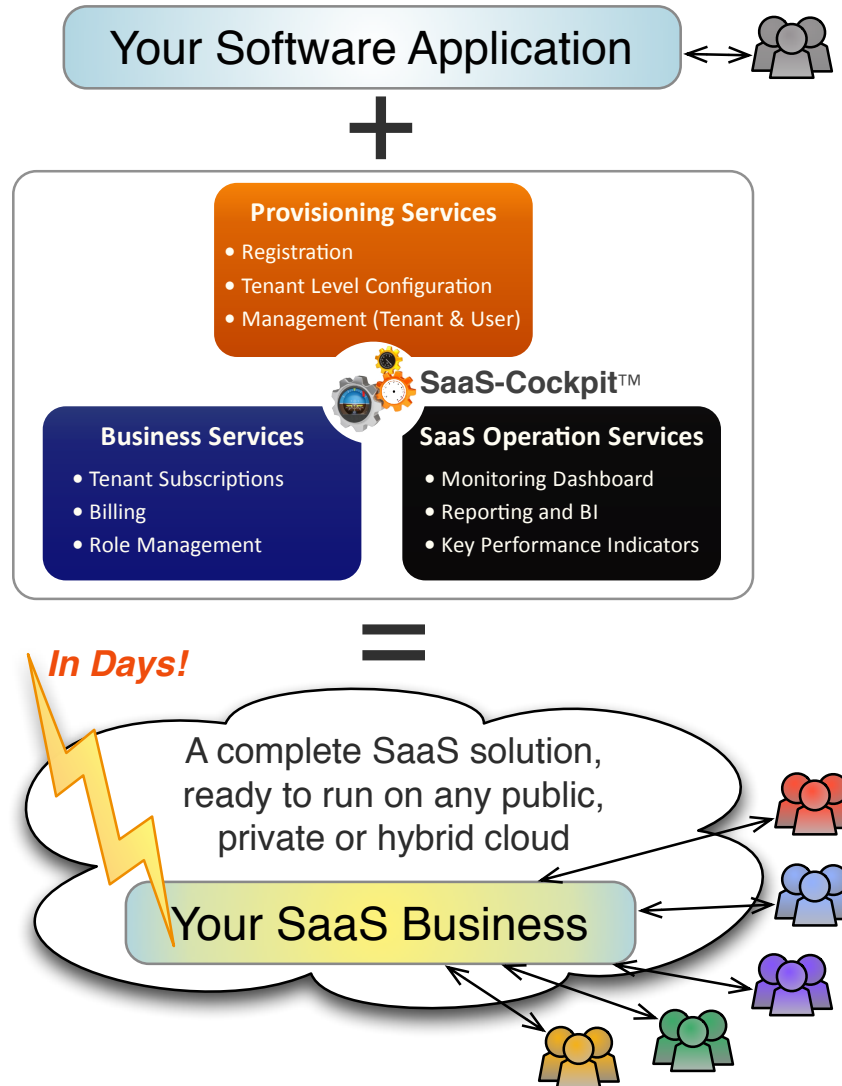 Your Software Application
+
Provisioning Services
• Registration
• Tenant Level Configuration
• Management (Tenant & User)
SaaS-Cockpit™
Business Services
• Tenant Subscriptions
• Billing
• Role Management
SaaS Operation Services
• Monitoring Dashboard
• Reporting and BI
• Key Performance Indicators
=
In Days!
A complete SaaS solution,
ready to run on any public,
private or hybrid cloud
Your SaaS Business